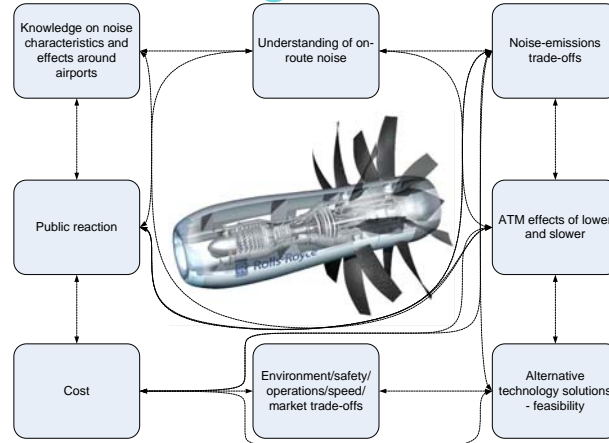 Knowledge on noise
characteristics and
effects around
airports
Understanding of on-
route noise
Noise-emissions
trade-offs
Public reaction
Rolls-Royce
ATM effects of lower
and slower
Cost
Environment/safety/
operations/speed/
market trade-offs
Alternative
technology solutions
- feasibility